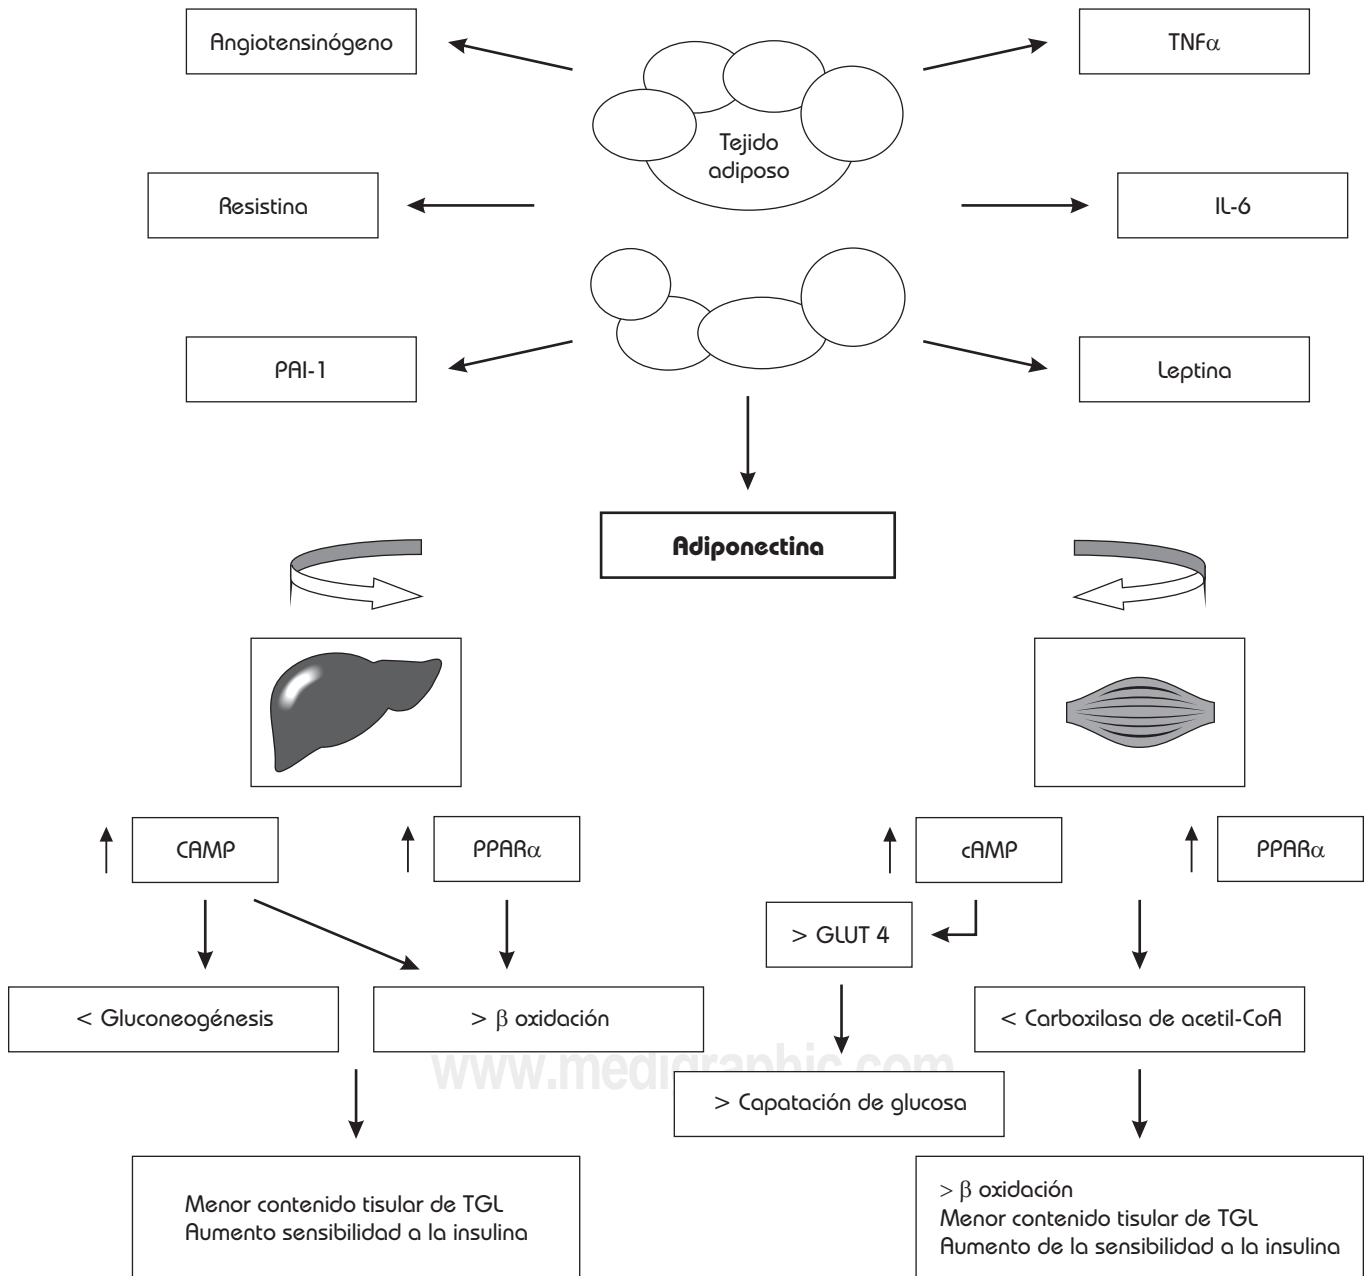 Angiotensinógeno
TNFα
Tejido
adiposo
Resistina
IL-6
PAI-1
Leptina
Adiponectina
CAMP
PPARα
cAMP
PPARα
> GLUT 4
< Gluconeogénesis
> β oxidación
< Carboxilasa de acetil-CoA
www.medigraphic.com
> Capatación de glucosa
Menor contenido tisular de TGL
Aumento sensibilidad a la insulina
> β oxidación
Menor contenido tisular de TGL
Aumento de la sensibilidad a la insulina